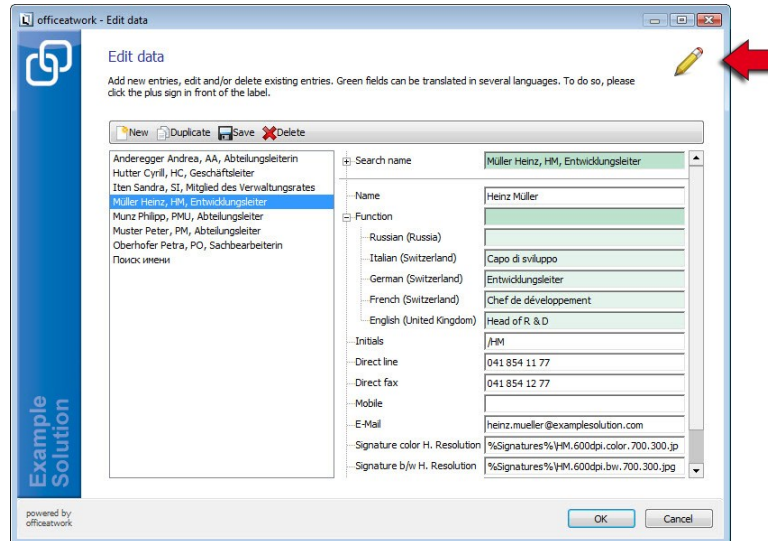 officeatwork - Edit data
Edit data
Add new entries, edit and/or delete existing entries. Green fields can be translated in several languages. To do so, please
click the plus sign in front of the label.
New Duplicate Save Delete
Anderegger Andrea, AA, Abteilungsleiterin
Hutter Cyrill, HC, Geschäftsleiter
Iten Sandra, SI, Mitglied des Verwaltungsrates
Müller Heinz, HM, Entwicklungsleiter
Munz Philipp, PMU, Abteilungsleiter
Muster Peter, PM, Abteilungsleiter
Oberhofer Petra, PO, Sachbearbeiterin
Поиск имени
Search name Müller Heinz, HM, Entwicklungsleiter
Name Heinz Müller
Function
Russian (Russia)
Italian (Switzerland) Capo di sviluppo
German (Switzerland) Entwicklungsleiter
French (Switzerland) Chef de développement
English (United Kingdom) Head of R & D
Initials /HM
Direct line 041 854 11 77
Direct fax 041 854 12 77
Mobile
E-Mail heinz.mueller@examplesolution.com
Signature color H. Resolution %Signatures%\HM.600dpi.color.700.300.jp
Signature b/w H. Resolution %Signatures%\HM.600dpi.bw.700.300.jpg
Example
Solution
powered by
officeatwork
OK Cancel